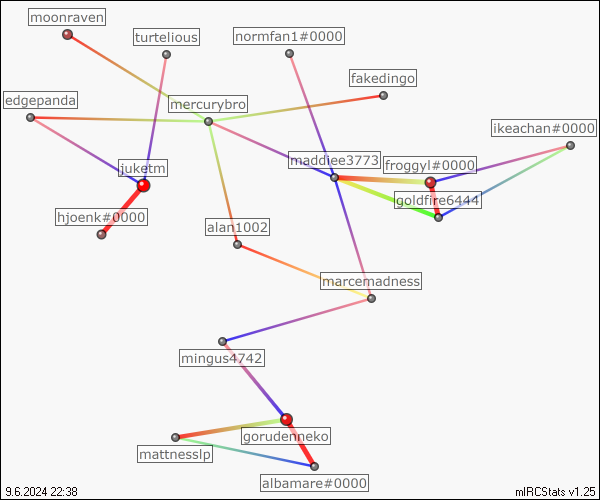 moonraven
turtelious
normfan1#0000
fakedingo
edgepanda
mercurybro
ikeachan#0000
juketm
maddiee3773
froggyl#0000
goldfire6444
hjoenk#0000
alan1002
marcemadness
mingus4742
gorudenneko
mattnesslp
albamare#0000
9.6.2024 22:38
mIRCStats v1.25